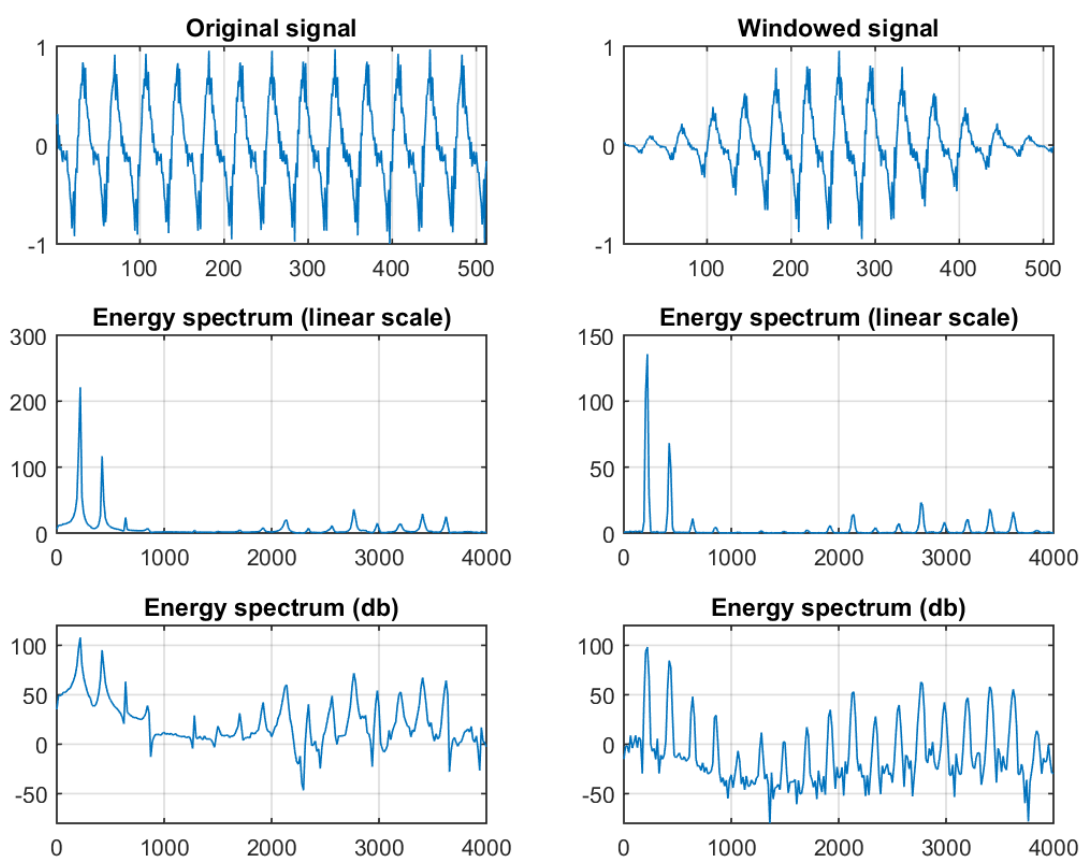 Original signal
1
0
-1
100 200 300 400 500
Windowed signal
1
0
-1
100 200 300 400 500
Energy spectrum (linear scale)
300
200
100
0
0 1000 2000 3000 4000
Energy spectrum (linear scale)
150
100
50
0
0 1000 2000 3000 4000
Energy spectrum (db)
100
50
0
-50
0 1000 2000 3000 4000
Energy spectrum (db)
100
50
0
-50
0 1000 2000 3000 4000